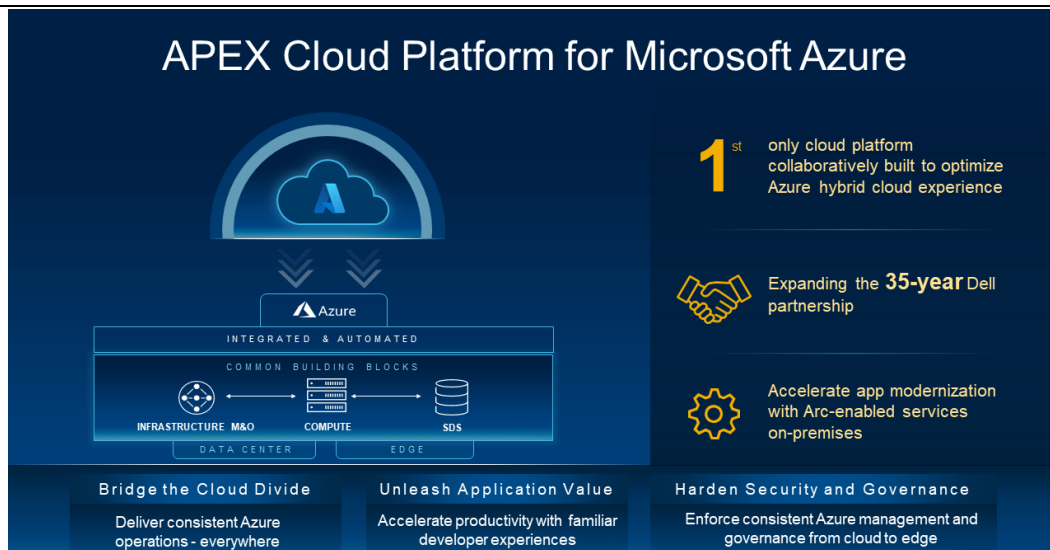 APEX Cloud Platform for Microsoft Azure
Azure
INTEGRATED & AUTOMATED
COMMON BUILDING BLOCKS
INFRASTRUCTURE M&O
COMPUTE
SDS
DATA CENTER
EDGE
1st
only cloud platform
collaboratively built to optimize
Azure hybrid cloud experience
Expanding the 35-year Dell
partnership
Accelerate app modernization
with Arc-enabled services
on-premises
Bridge the Cloud Divide
Deliver consistent Azure
operations - everywhere
Unleash Application Value
Accelerate productivity with familiar
developer experiences
Harden Security and Governance
Enforce consistent Azure management and
governance from cloud to edge